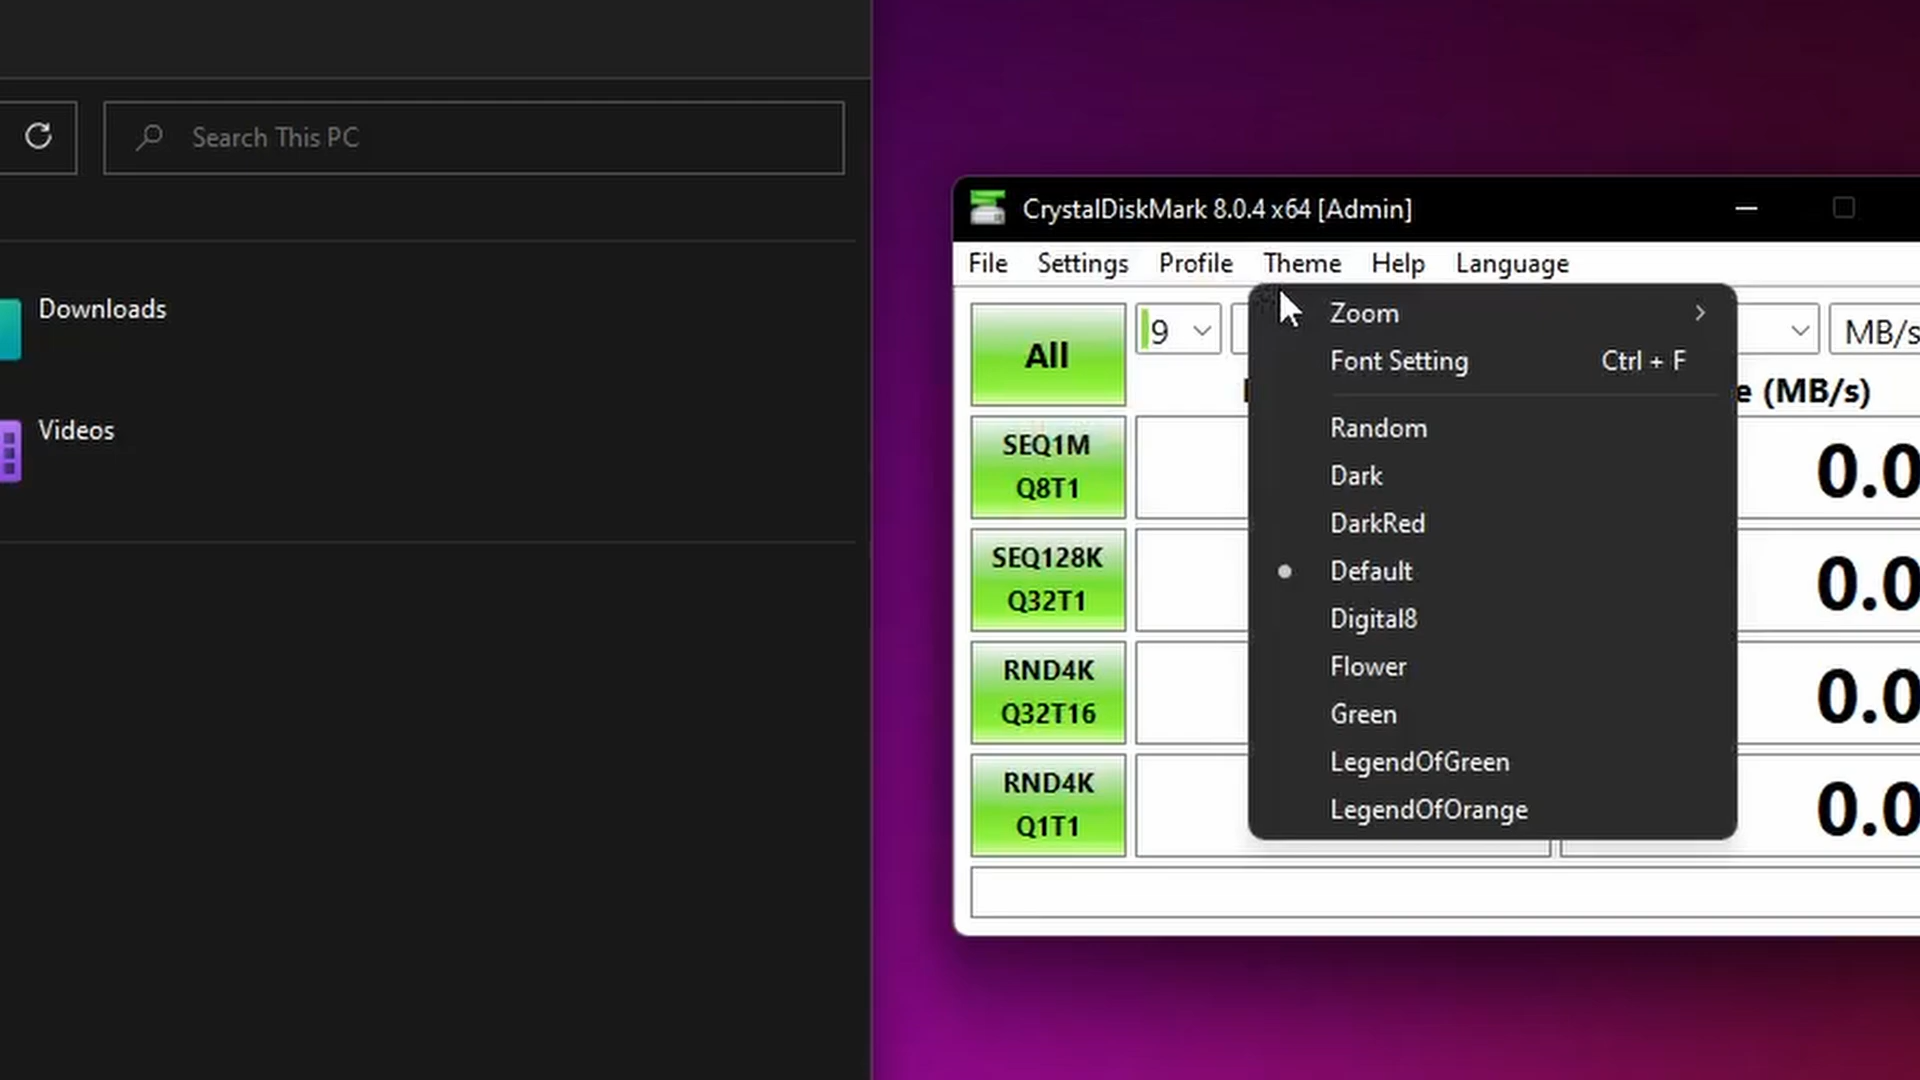 Search This PC
Downloads
Videos
CrystalDiskMark 8.0.4 x64 [Admin]
File Settings Profile Theme Help Language
All
9
MB/s
e (MB/s)
SEQ1M
Q8T1
0.0
SEQ128K
Q32T1
0.0
RND4K
Q32T16
0.0
RND4K
Q1T1
0.0
Zoom
Font Setting Ctrl + F
Random
Dark
DarkRed
Default
Digital8
Flower
Green
LegendOfGreen
LegendOfOrange